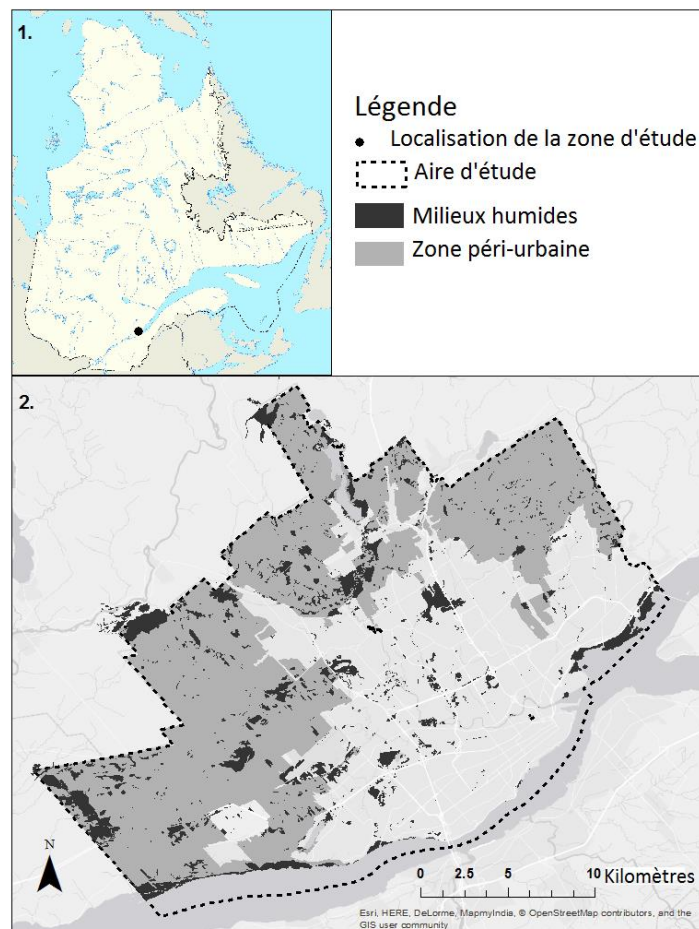 1.
Légende
Localisation de la zone d'étude
Aire d'étude
Milieux humides
Zone péri-urbaine
2.
N
0 2.5 5 10 Kilomètres
Esri, HERE, DeLorme, MapmyIndia, © OpenStreetMap contributors, and the
GIS user community